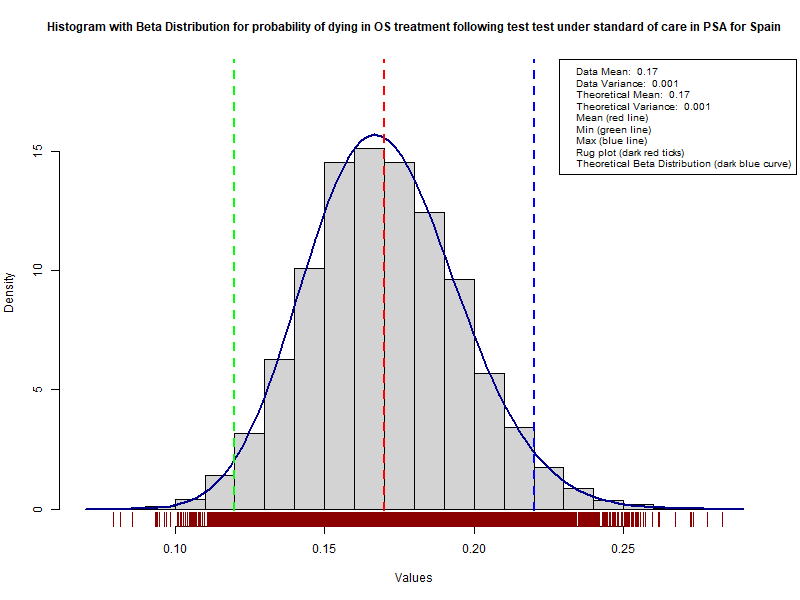 Histogram with Beta Distribution for probability of dying in OS treatment following test test under standard of care in PSA for Spain
Data Mean: 0.17
Data Variance: 0.001
Theoretical Mean: 0.17
Theoretical Variance: 0.001
Mean (red line)
Min (green line)
Max (blue line)
Rug plot (dark red ticks)
Theoretical Beta Distribution (dark blue curve)
15
10
5
0
Density
0.10 0.15 0.20 0.25
Values